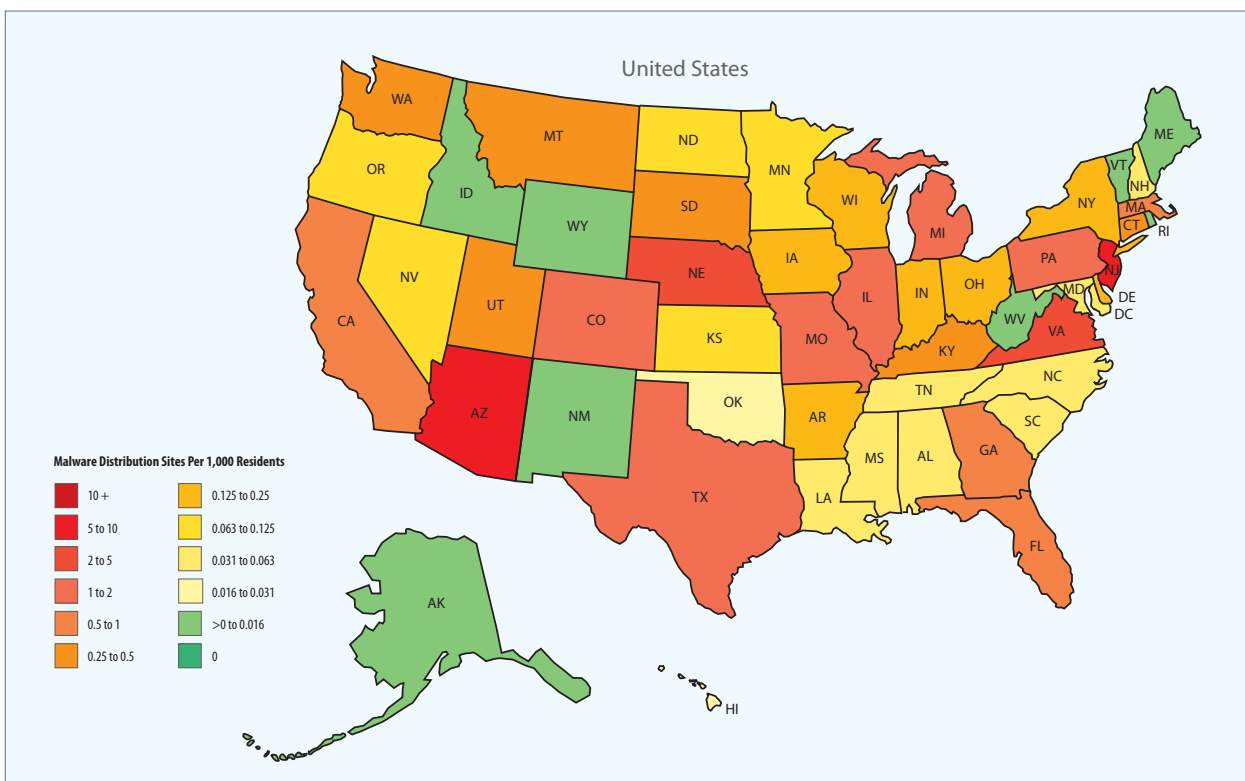 United States
WA
MT
ND
MN
ME
VT
NH
OR
ID
SD
WI
NY
MA
CT
RI
WY
MI
NV
NE
IA
PA
NJ
UT
CO
IL
IN
OH
MD
DE
DC
CA
KS
MO
WV
VA
KY
AZ
NM
OK
AR
TN
NC
SC
MS
AL
GA
TX
LA
FL
AK
HI
Malware Distribution Sites Per 1,000 Residents
10 +
5 to 10
2 to 5
1 to 2
0.5 to 1
0.25 to 0.5
0.125 to 0.25
0.063 to 0.125
0.031 to 0.063
0.016 to 0.031
>0 to 0.016
0